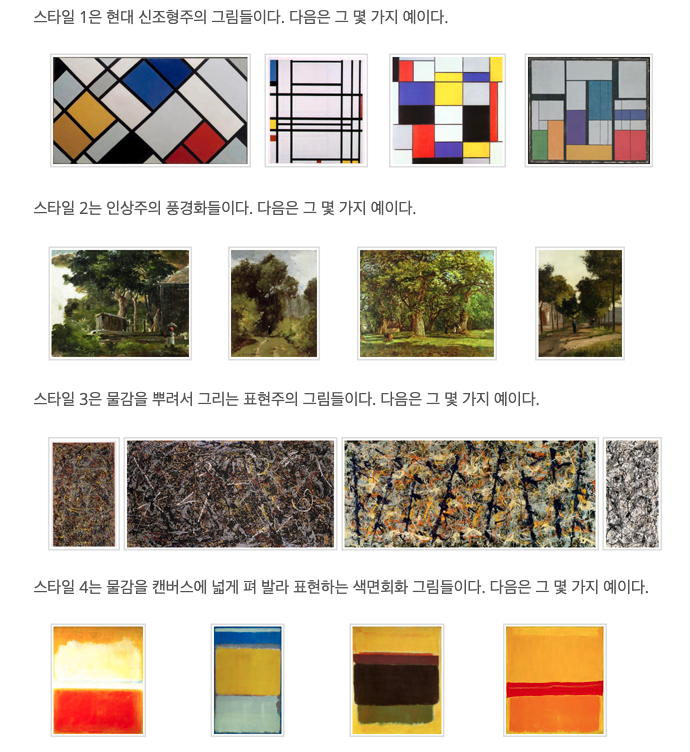 스타일 1은 현대 신조형주의 그림들이다. 다음은 그 몇 가지 예이다.
스타일 2는 인상주의 풍경화들이다. 다음은 그 몇 가지 예이다.
스타일 3은 물감을 뿌려서 그리는 표현주의 그림들이다. 다음은 그 몇 가지 예이다.
스타일 4는 물감을 캔버스에 넓게 펴 발라 표현하는 색면회화 그림들이다. 다음은 그 몇 가지 예이다.